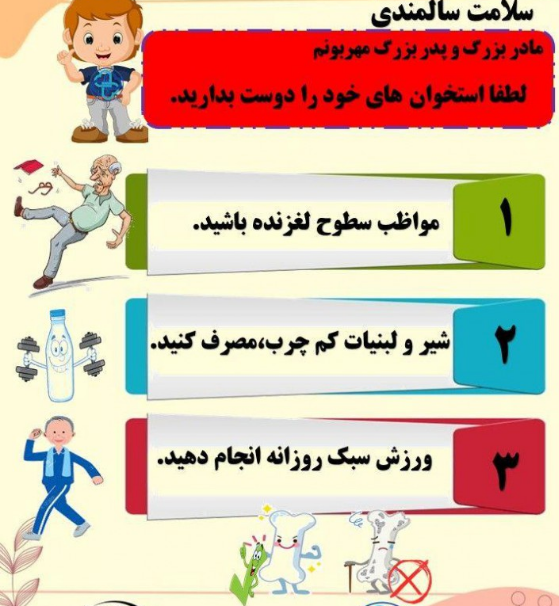 سلامت سالمندی
مادر بزرگ و پدر بزرگ مهربونم
لطفا استخوان های خود را دوست بدارید.
۱
مواظب سطوح لغزنده باشید.
۲
شیر و لبنیات کم چرب،مصرف کنید.
۳
ورزش سبک روزانه انجام دهید.